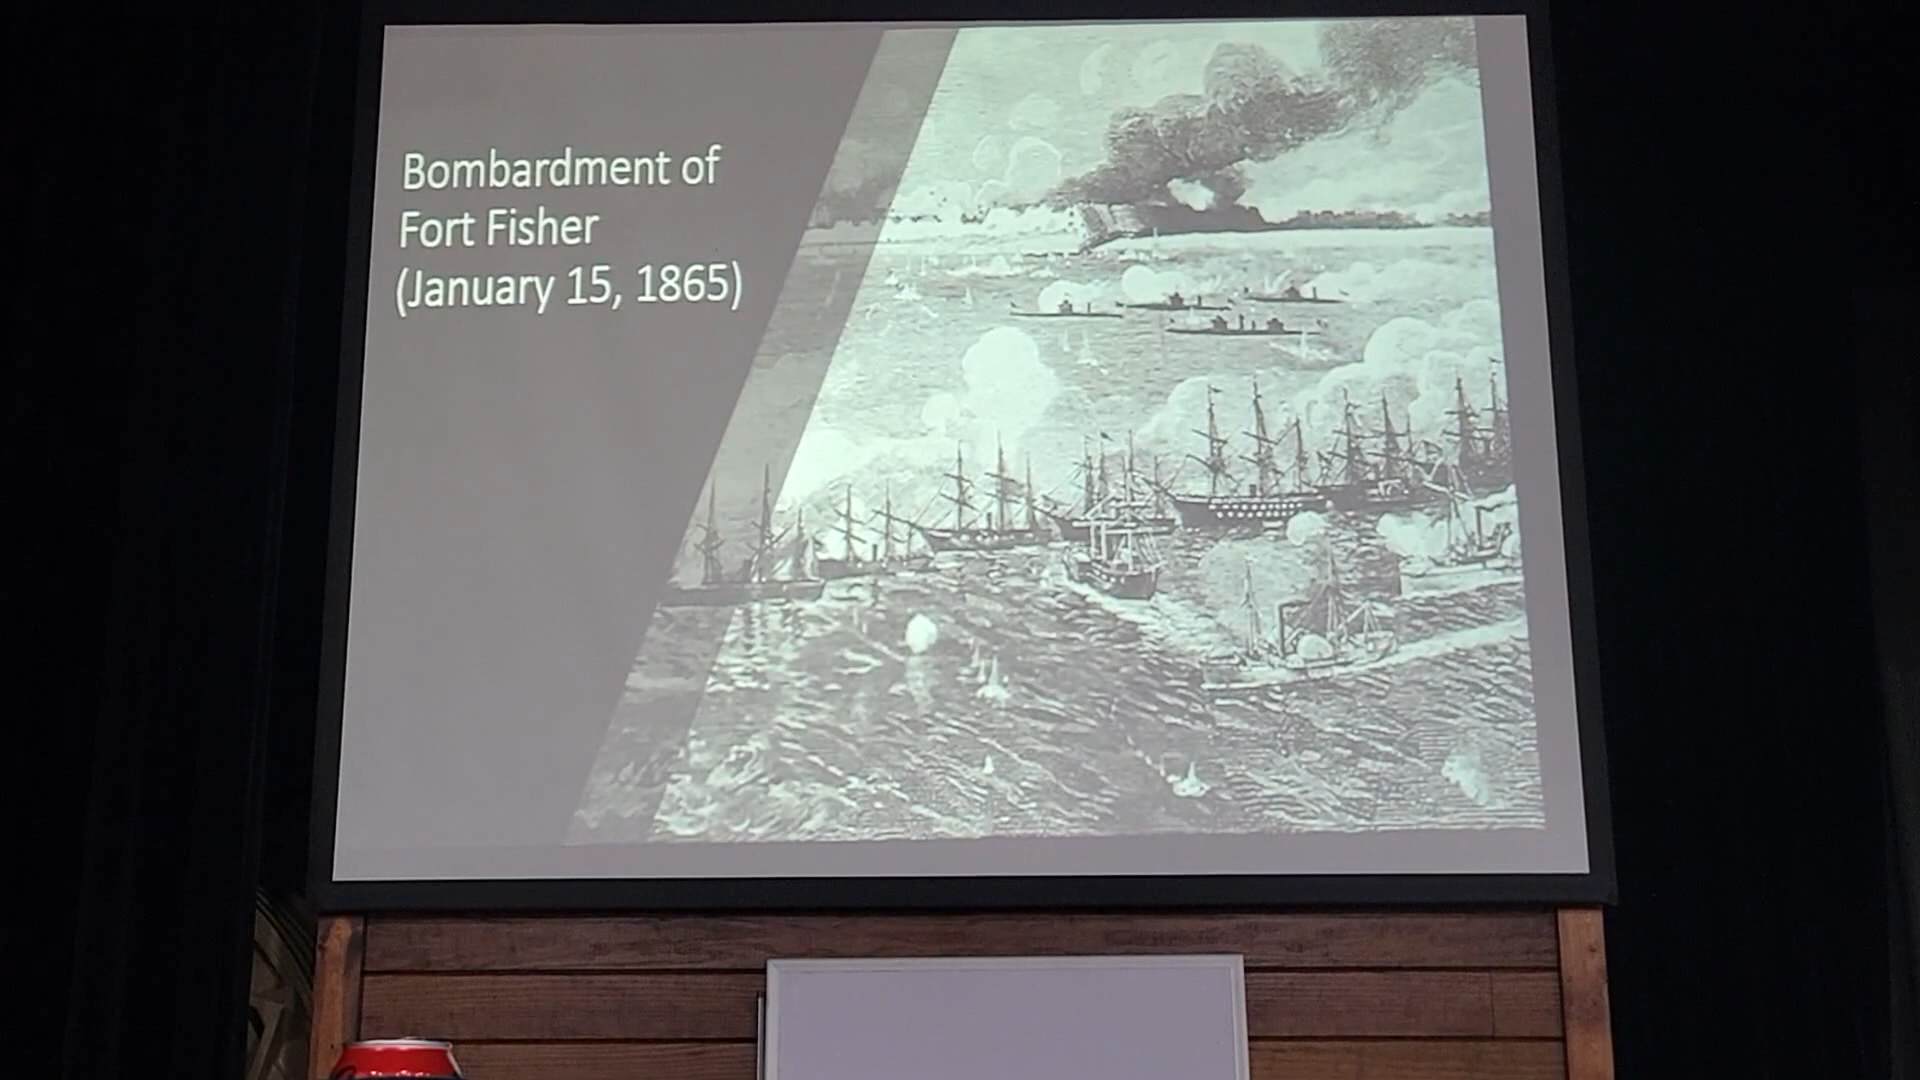 Bombardment of
Fort Fisher
(January 15, 1865)